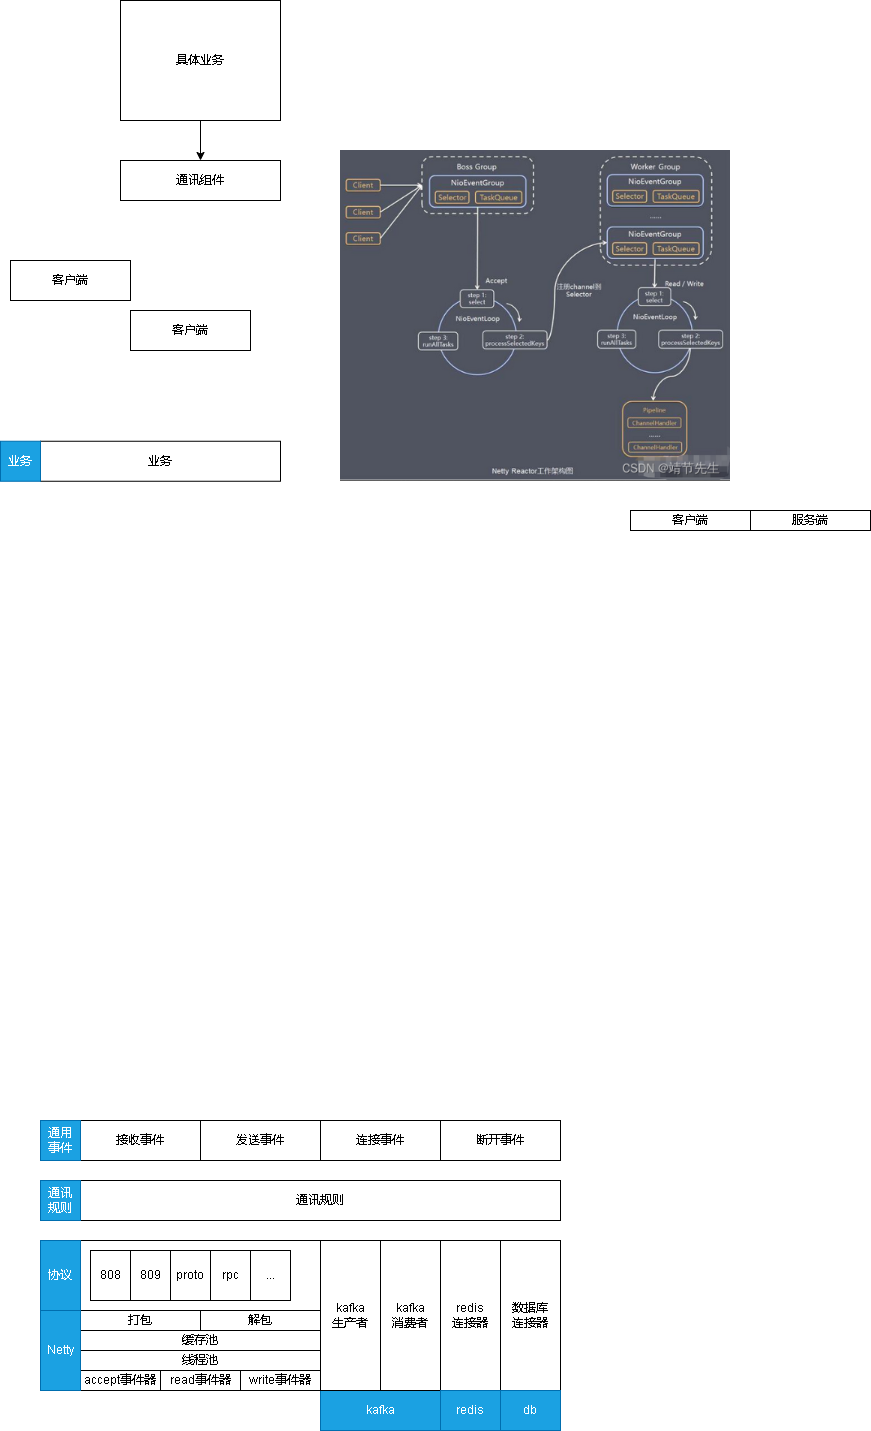 具体业务
通讯组件
客户端
客户端
业务
业务
Boss Group
NioEventGroup
Selector
TaskQueue
Client
Client
Client
Accept
step 1:
select
NioEventLoop
step 2:
processSelectedKeys
step 3:
runAllTasks
注册channel到
Selector
Worker Group
NioEventGroup
Selector
TaskQueue
......
NioEventGroup
Selector
TaskQueue
Read / Write
step 1:
select
NioEventLoop
step 2:
processSelectedKeys
step 3:
runAllTasks
Pipeline
ChannelHandler
......
ChannelHandler
Netty Reactor工作架构图
CSDN @靖节先生
客户端
服务端
通用
事件
接收事件
发送事件
连接事件
断开事件
通讯
规则
通讯规则
协议
808
809
proto
rpc
...
Netty
打包
解包
缓存池
线程池
accept事件器
read事件器
write事件器
kafka
生产者
kafka
消费者
redis
连接器
数据库
连接器
kafka
redis
db